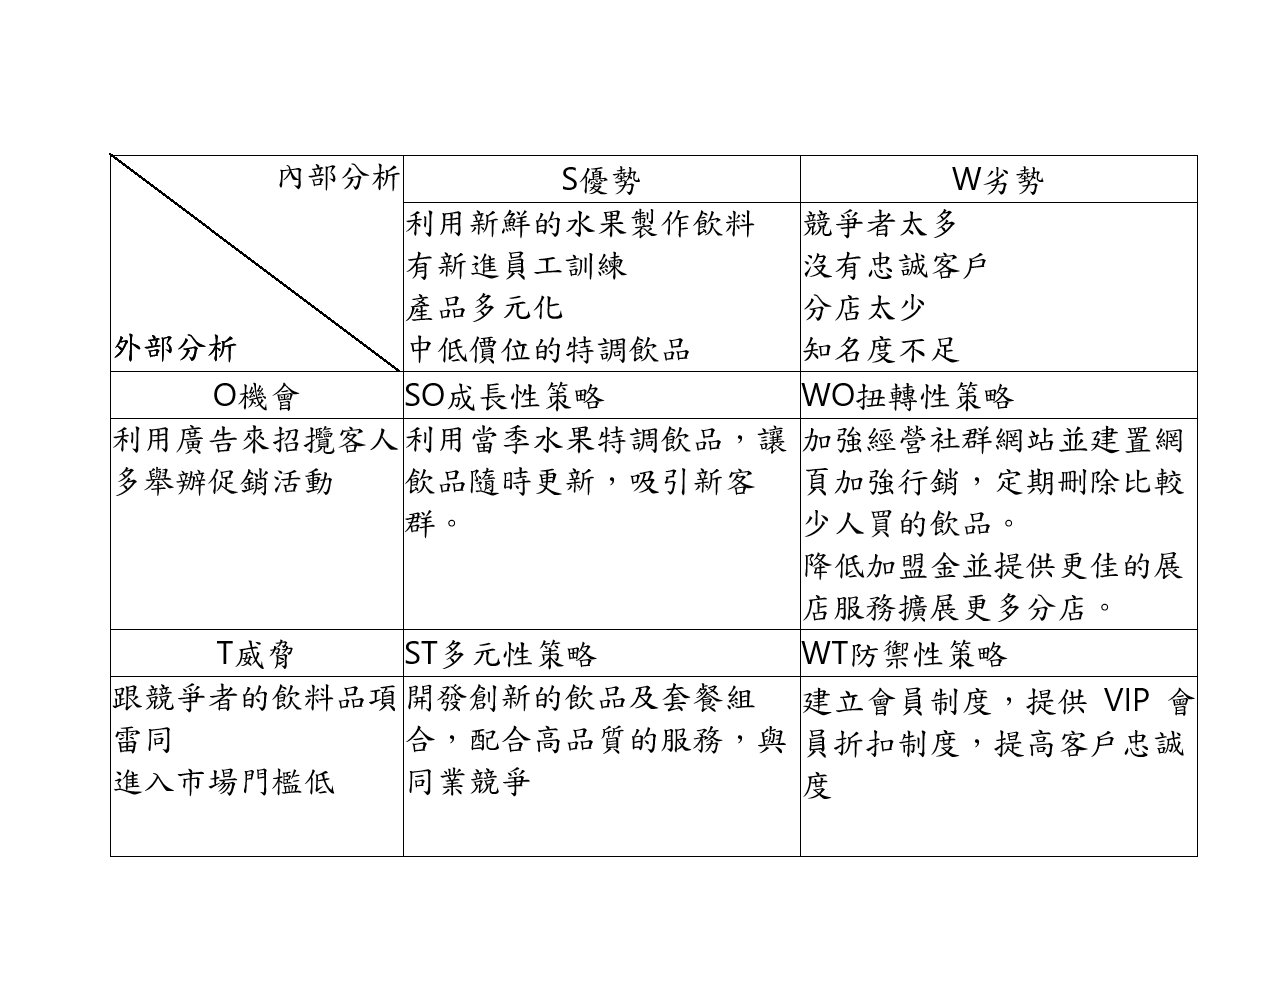 內部分析
外部分析
S優勢
W劣勢
利用新鮮的水果製作飲料
有新進員工訓練
產品多元化
中低價位的特調飲品
競爭者太多
沒有忠誠客戶
分店太少
知名度不足
O機會
SO成長性策略
WO扭轉性策略
利用廣告來招攬客人
多舉辦促銷活動
利用當季水果特調飲品，讓
飲品隨時更新，吸引新客
群。
加強經營社群網站並建置網
頁加強行銷，定期刪除比較
少人買的飲品。
降低加盟金並提供更佳的展
店服務擴展更多分店。
T威脅
ST多元性策略
WT防禦性策略
跟競爭者的飲料品項
雷同
進入市場門檻低
開發創新的飲品及套餐組
合，配合高品質的服務，與
同業競爭
建立會員制度，提供 VIP 會
員折扣制度，提高客戶忠誠
度